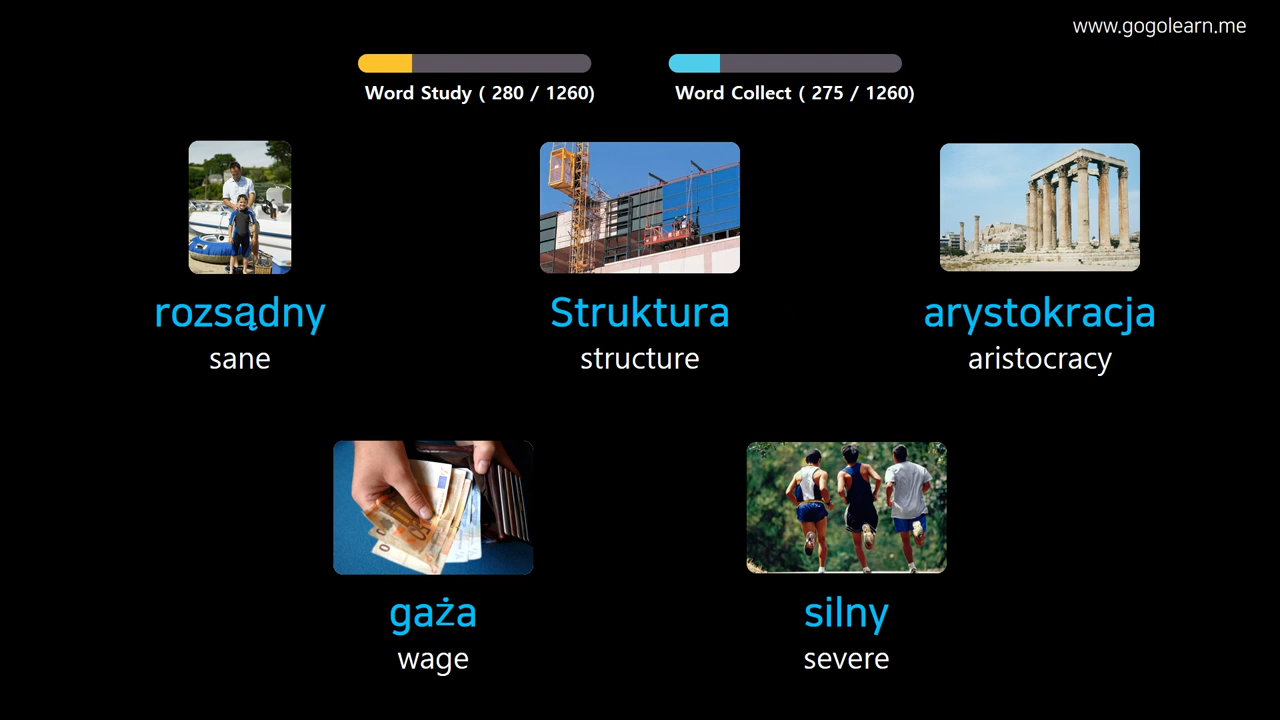 www.gogolearn.me
Word Study ( 280 / 1260)
Word Collect ( 275 / 1260)
rozsądny
sane
Struktura
structure
arystokracja
aristocracy
gaża
wage
silny
severe